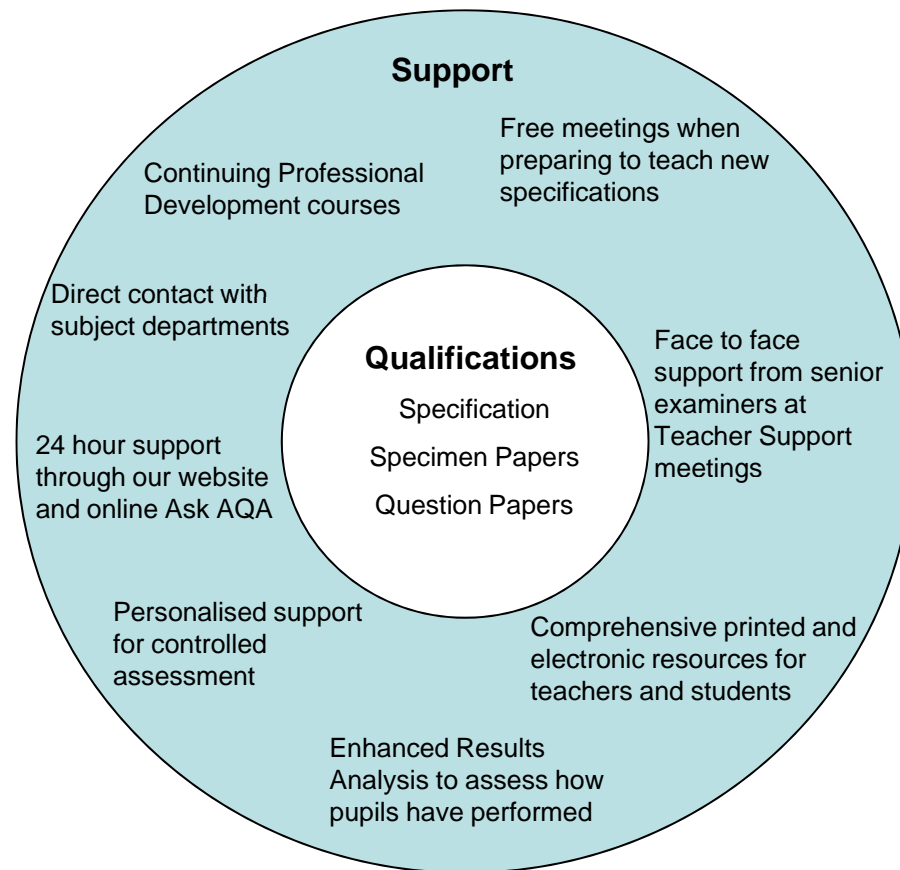 Support
Free meetings when
preparing to teach new
specifications
Continuing Professional
Development courses
Direct contact with
subject departments
Qualifications
Specification
Specimen Papers
Question Papers
Face to face
support from senior
examiners at
Teacher Support
meetings
24 hour support
through our website
and online Ask AQA
Personalised support
for controlled
assessment
Comprehensive printed and
electronic resources for
teachers and students
Enhanced Results
Analysis to assess how
pupils have performed